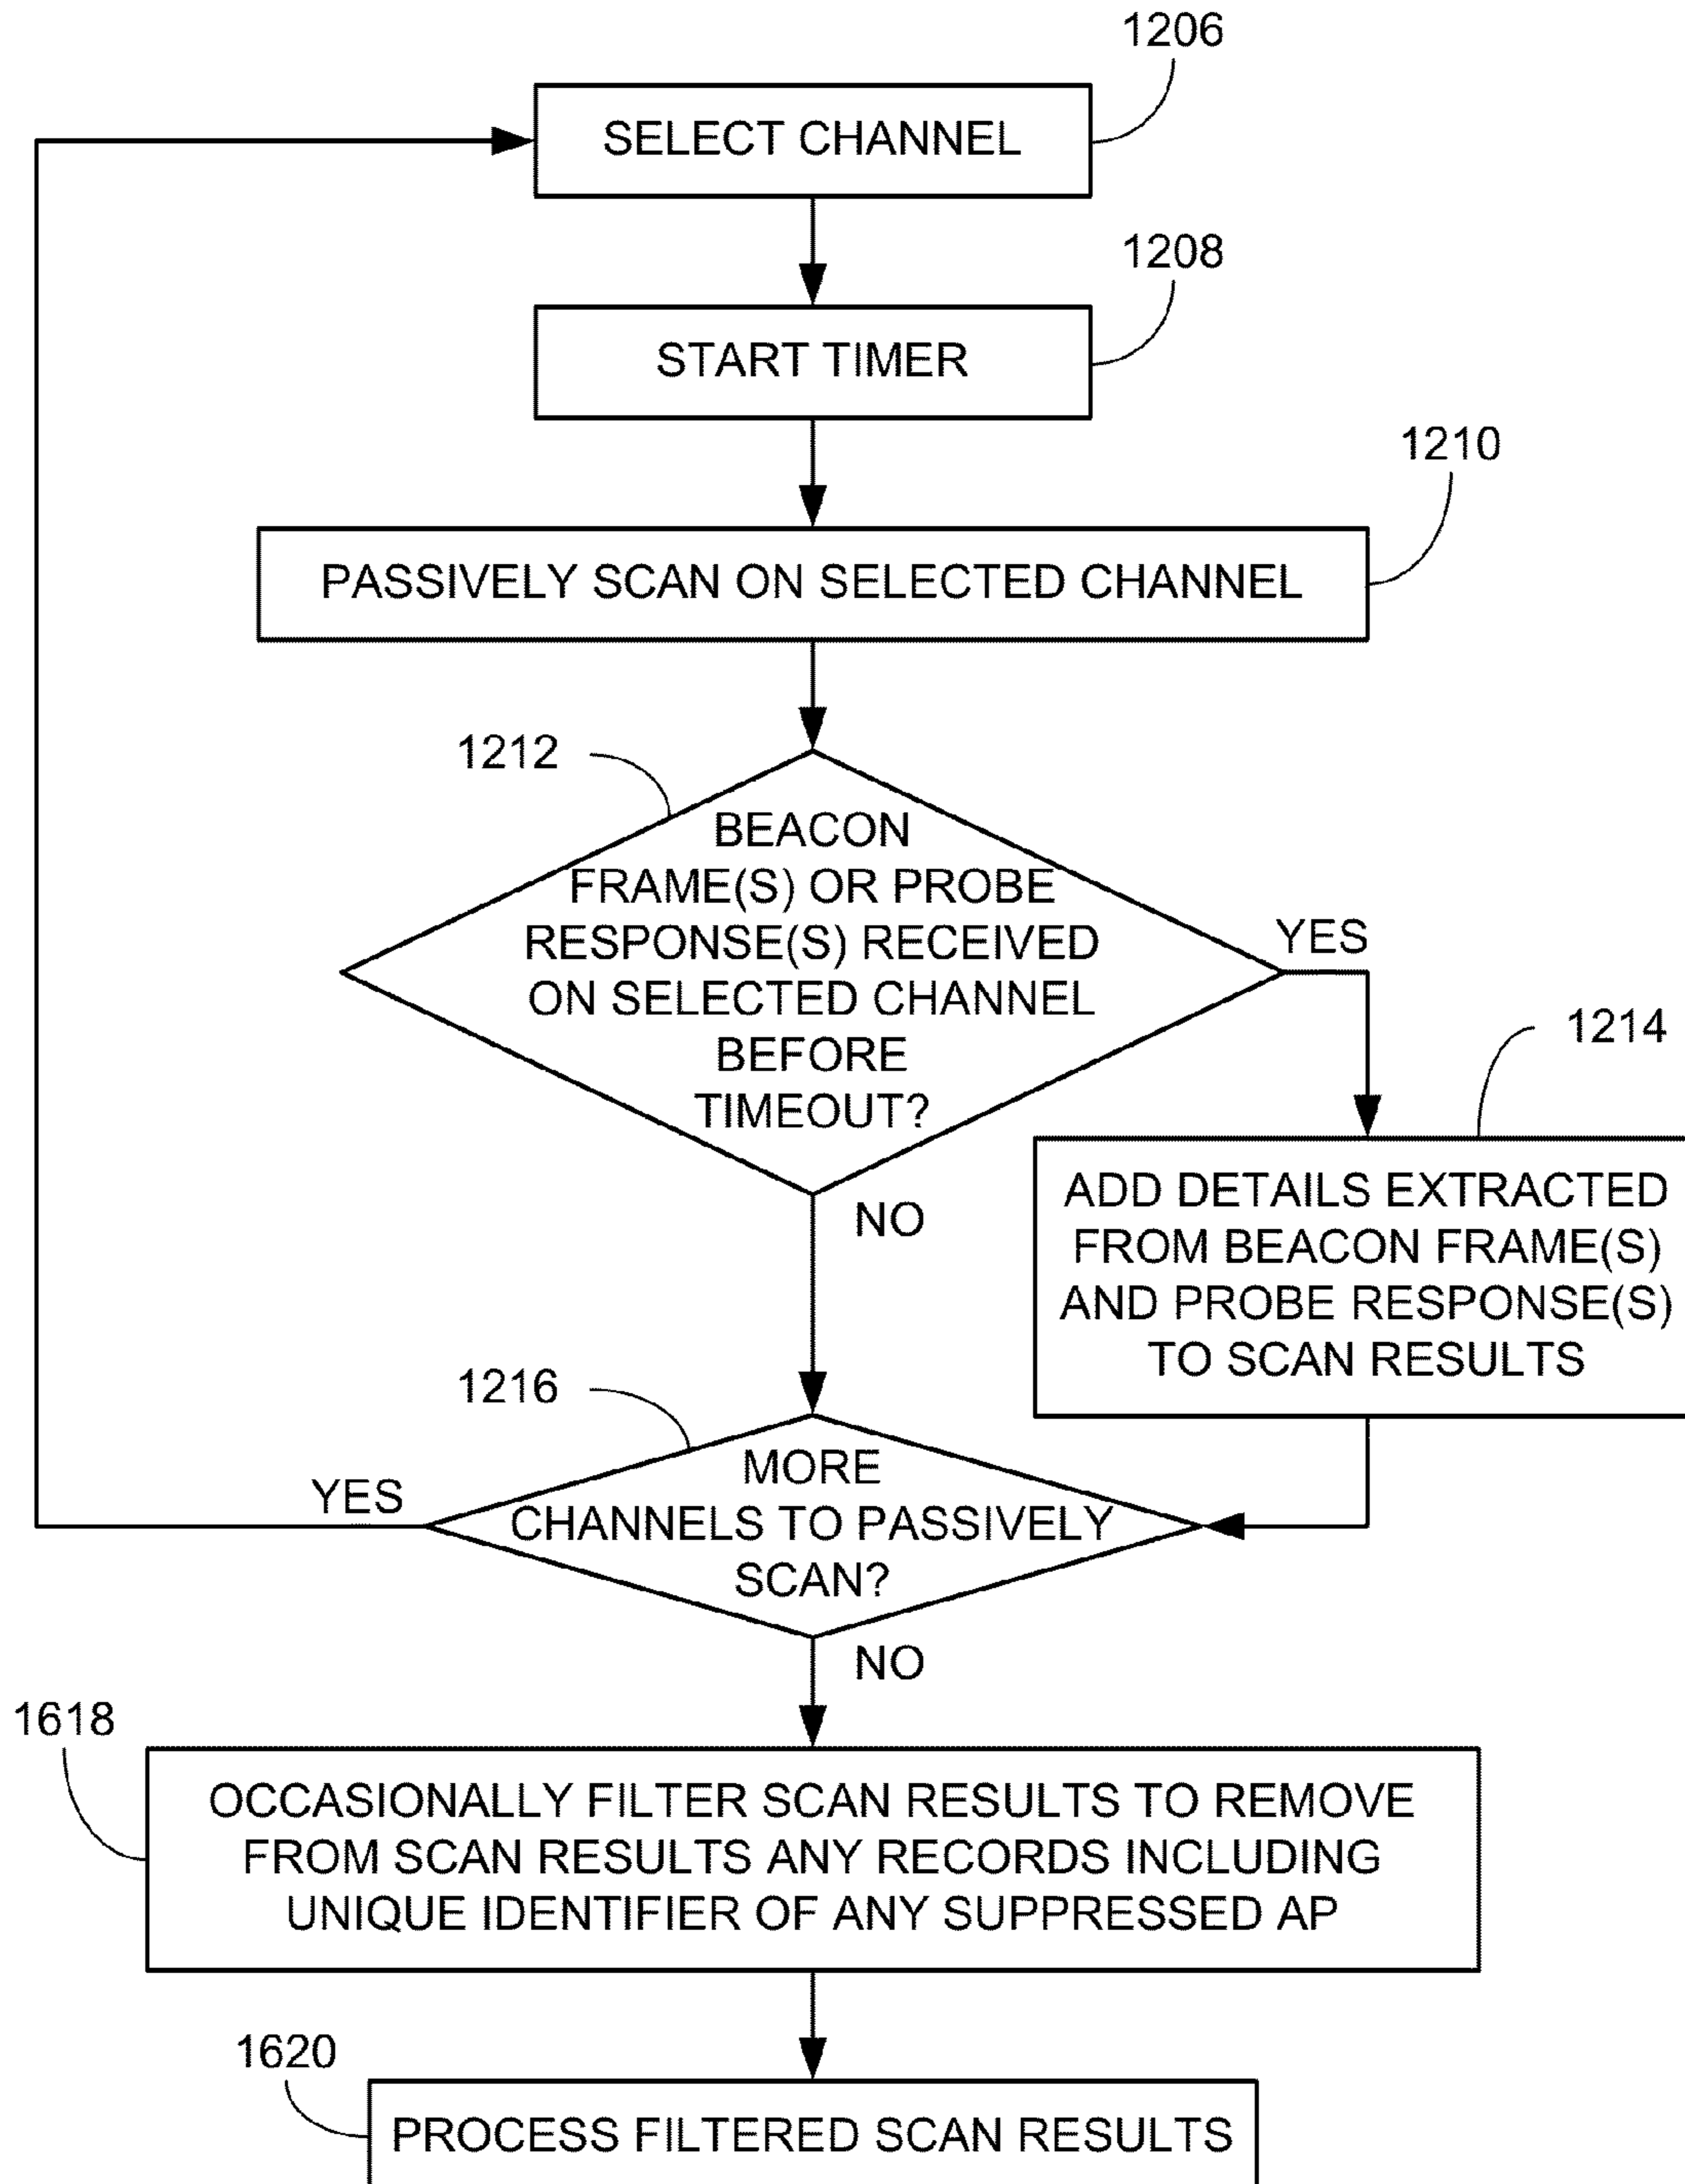 1206
SELECT CHANNEL
1208
START TIMER
1210
PASSIVELY SCAN ON SELECTED CHANNEL
1212
BEACON
FRAME(S) OR PROBE
RESPONSE(S) RECEIVED
ON SELECTED CHANNEL
BEFORE
TIMEOUT?
YES
1214
ADD DETAILS EXTRACTED
FROM BEACON FRAME(S)
AND PROBE RESPONSE(S)
TO SCAN RESULTS
NO
1216
MORE
CHANNELS TO PASSIVELY
SCAN?
YES
NO
1618
OCCASIONALLY FILTER SCAN RESULTS TO REMOVE
FROM SCAN RESULTS ANY RECORDS INCLUDING
UNIQUE IDENTIFIER OF ANY SUPPRESSED AP
1620
PROCESS FILTERED SCAN RESULTS